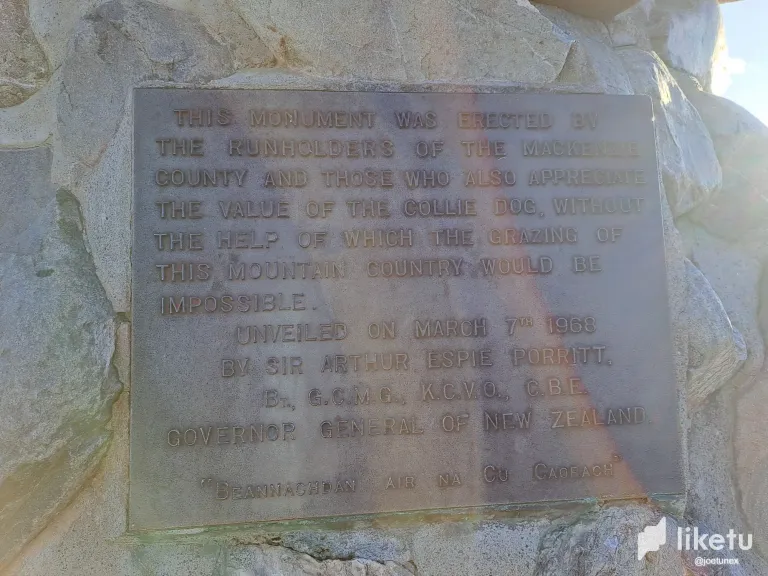 THIS MONUMENT WAS ERECTED BY
THE RUNHOLDERS OF THE MACKENZIE
COUNTY AND THOSE WHO ALSO APPRECIATE
THE VALUE OF THE COLLIE DOG, WITHOUT
THE HELP OF WHICH THE GRAZING OF
THIS MOUNTAIN COUNTRY WOULD BE
IMPOSSIBLE.
UNVEILED ON MARCH 7TH 1968
BY SIR ARTHUR ESPIE PORRITT.
BT., G.C.M.G., K.C.V.O., C.B.E.
GOVERNOR GENERAL OF NEW ZEALAND.
"BEANNACHDAN AIR NA CU CAORACH"
liketu
@joetunex